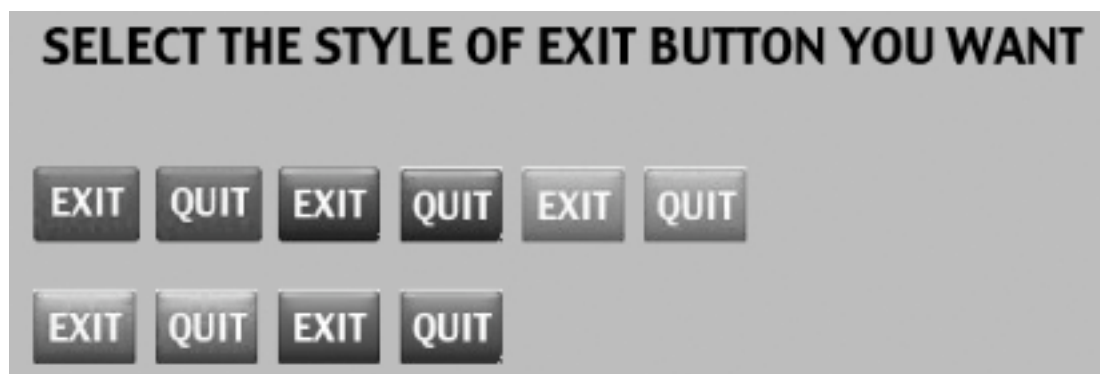 SELECT THE STYLE OF EXIT BUTTON YOU WANT
EXIT QUIT EXIT QUIT EXIT QUIT
EXIT QUIT EXIT QUIT